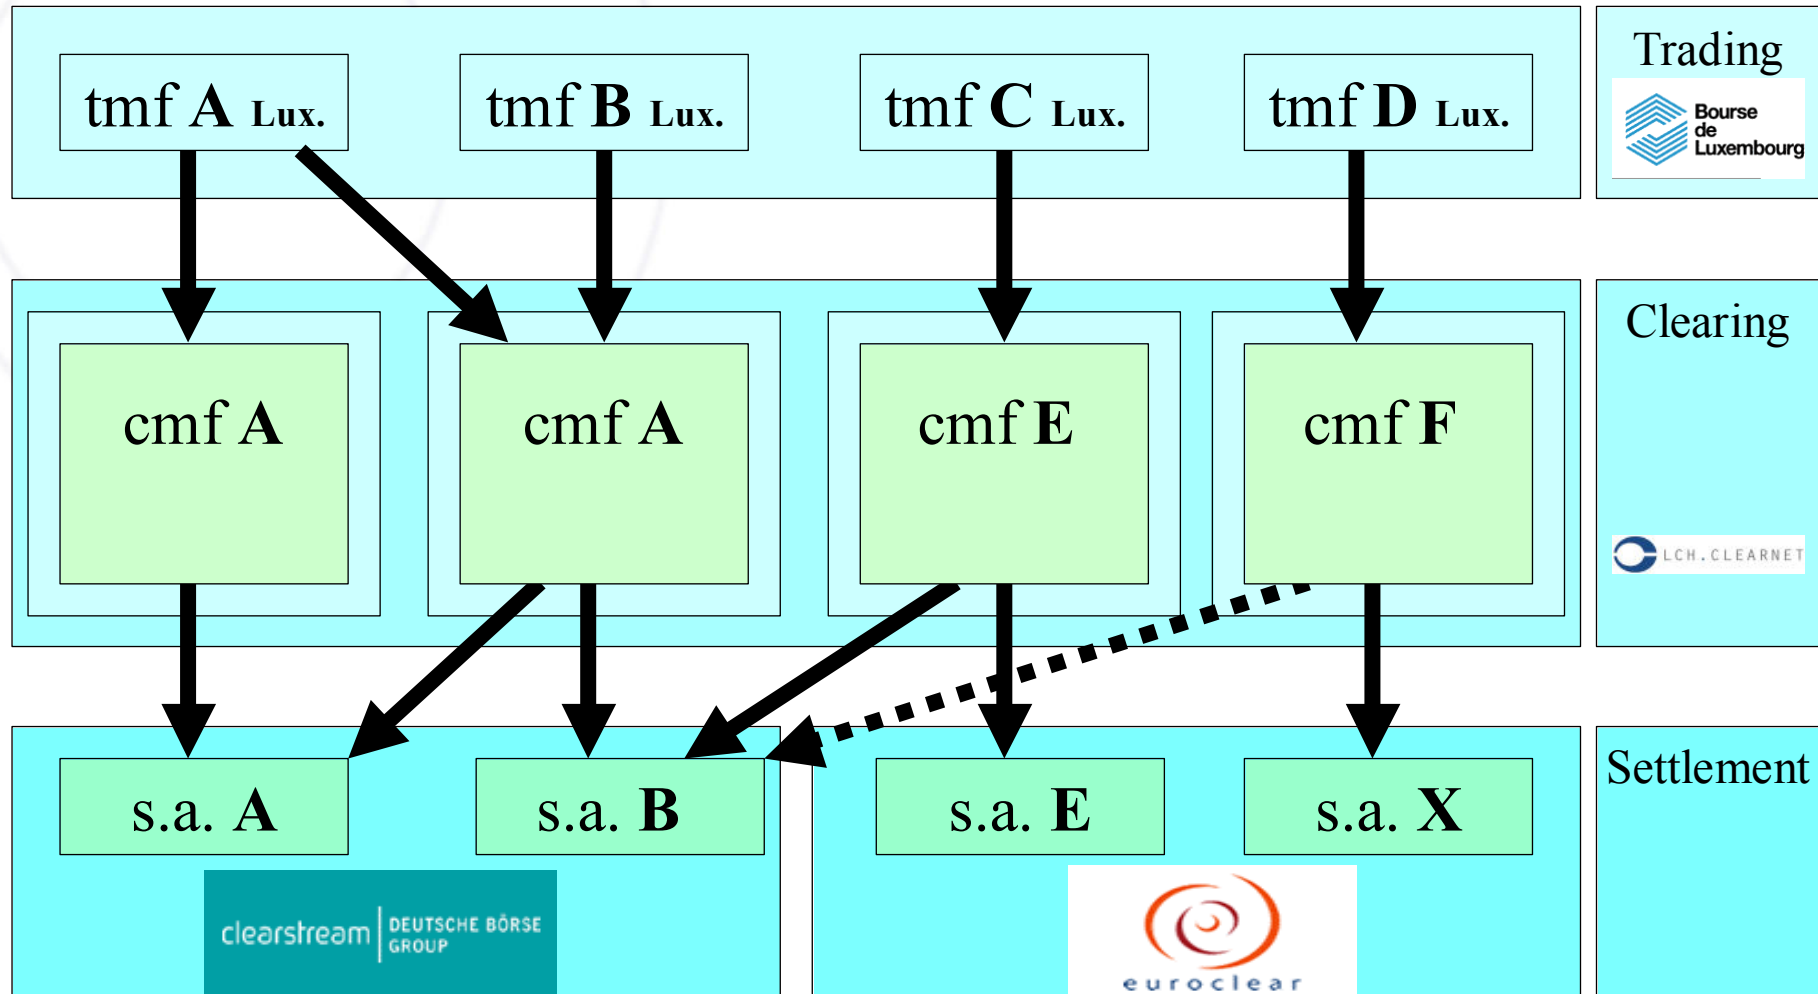 tmf A Lux.
tmf B Lux.
tmf C Lux.
tmf D Lux.
Trading
Bourse
de
Luxembourg
cmf A
cmf A
cmf E
cmf F
Clearing
LCH.CLEARNET
s.a. A
s.a. B
s.a. E
s.a. X
Settlement
clearstream
DEUTSCHE BÖRSE
GROUP
euroclear